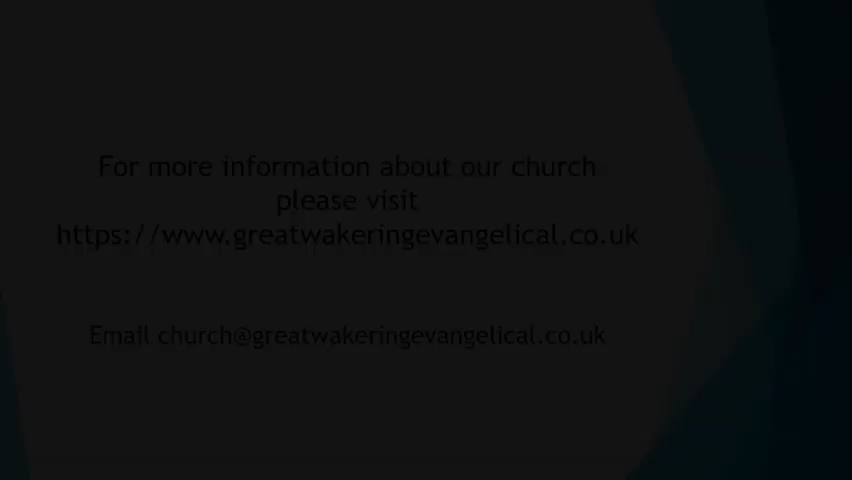 For more information about our church
please visit
https://www.greatwakeringevangelical.co.uk
Email church@greatwakeringevangelical.co.uk